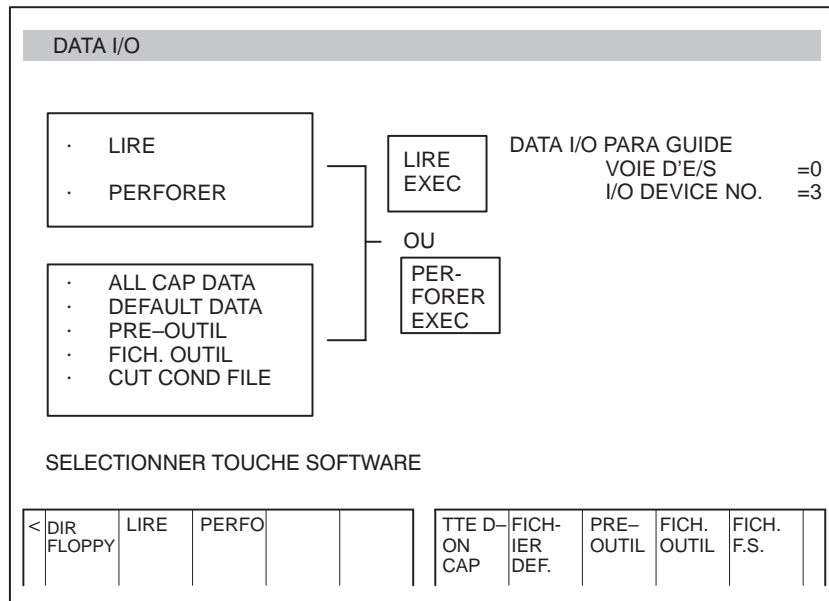 DATA I/O
· LIRE
· PERFORER
LIRE
EXEC
DATA I/O PARA GUIDE
VOIE D'E/S =0
I/O DEVICE NO. =3
OU
PER-
FORER
EXEC
· ALL CAP DATA
· DEFAULT DATA
· PRE–OUTIL
· FICH. OUTIL
· CUT COND FILE
SELECTIONNER TOUCHE SOFTWARE
<
DIR
FLOPPY
LIRE
PERFO
TTE D–
ON
CAP
FICH-
IER
DEF.
PRE–
OUTIL
FICH.
OUTIL
FICH.
F.S.